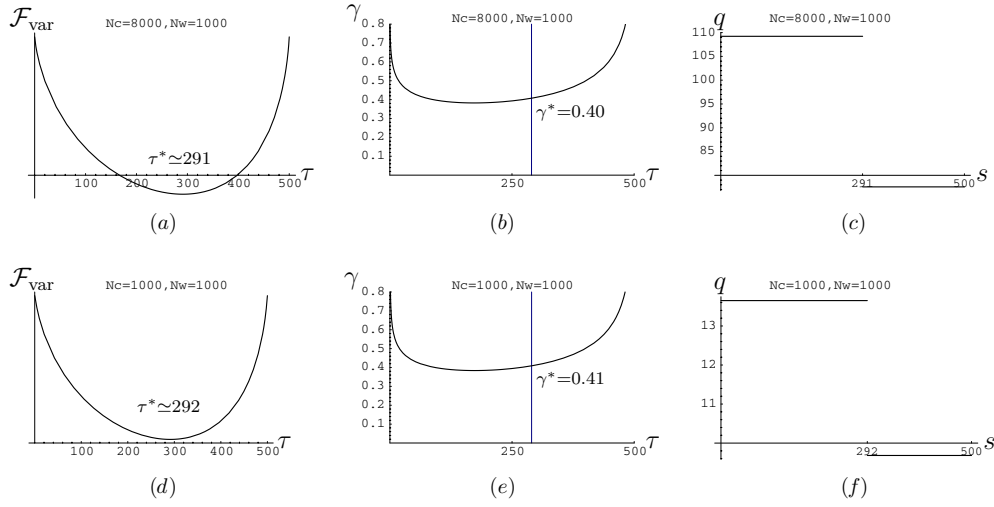 𝓕var
Nc=8000,Nw=1000
τ*≃291
100 200 300 400 500 τ
(a)
γ
Nc=8000,Nw=1000
0.8
0.7
0.6
0.5
0.4
0.3
0.2
0.1
γ*=0.40
250 500 τ
(b)
q
Nc=8000,Nw=1000
110
105
100
95
90
85
291 500 s
(c)
𝓕var
Nc=1000,Nw=1000
τ*≃292
100 200 300 400 500 τ
(d)
γ
Nc=1000,Nw=1000
0.8
0.7
0.6
0.5
0.4
0.3
0.2
0.1
γ*=0.41
250 500 τ
(e)
q
Nc=1000,Nw=1000
13
12
11
292 500 s
(f)